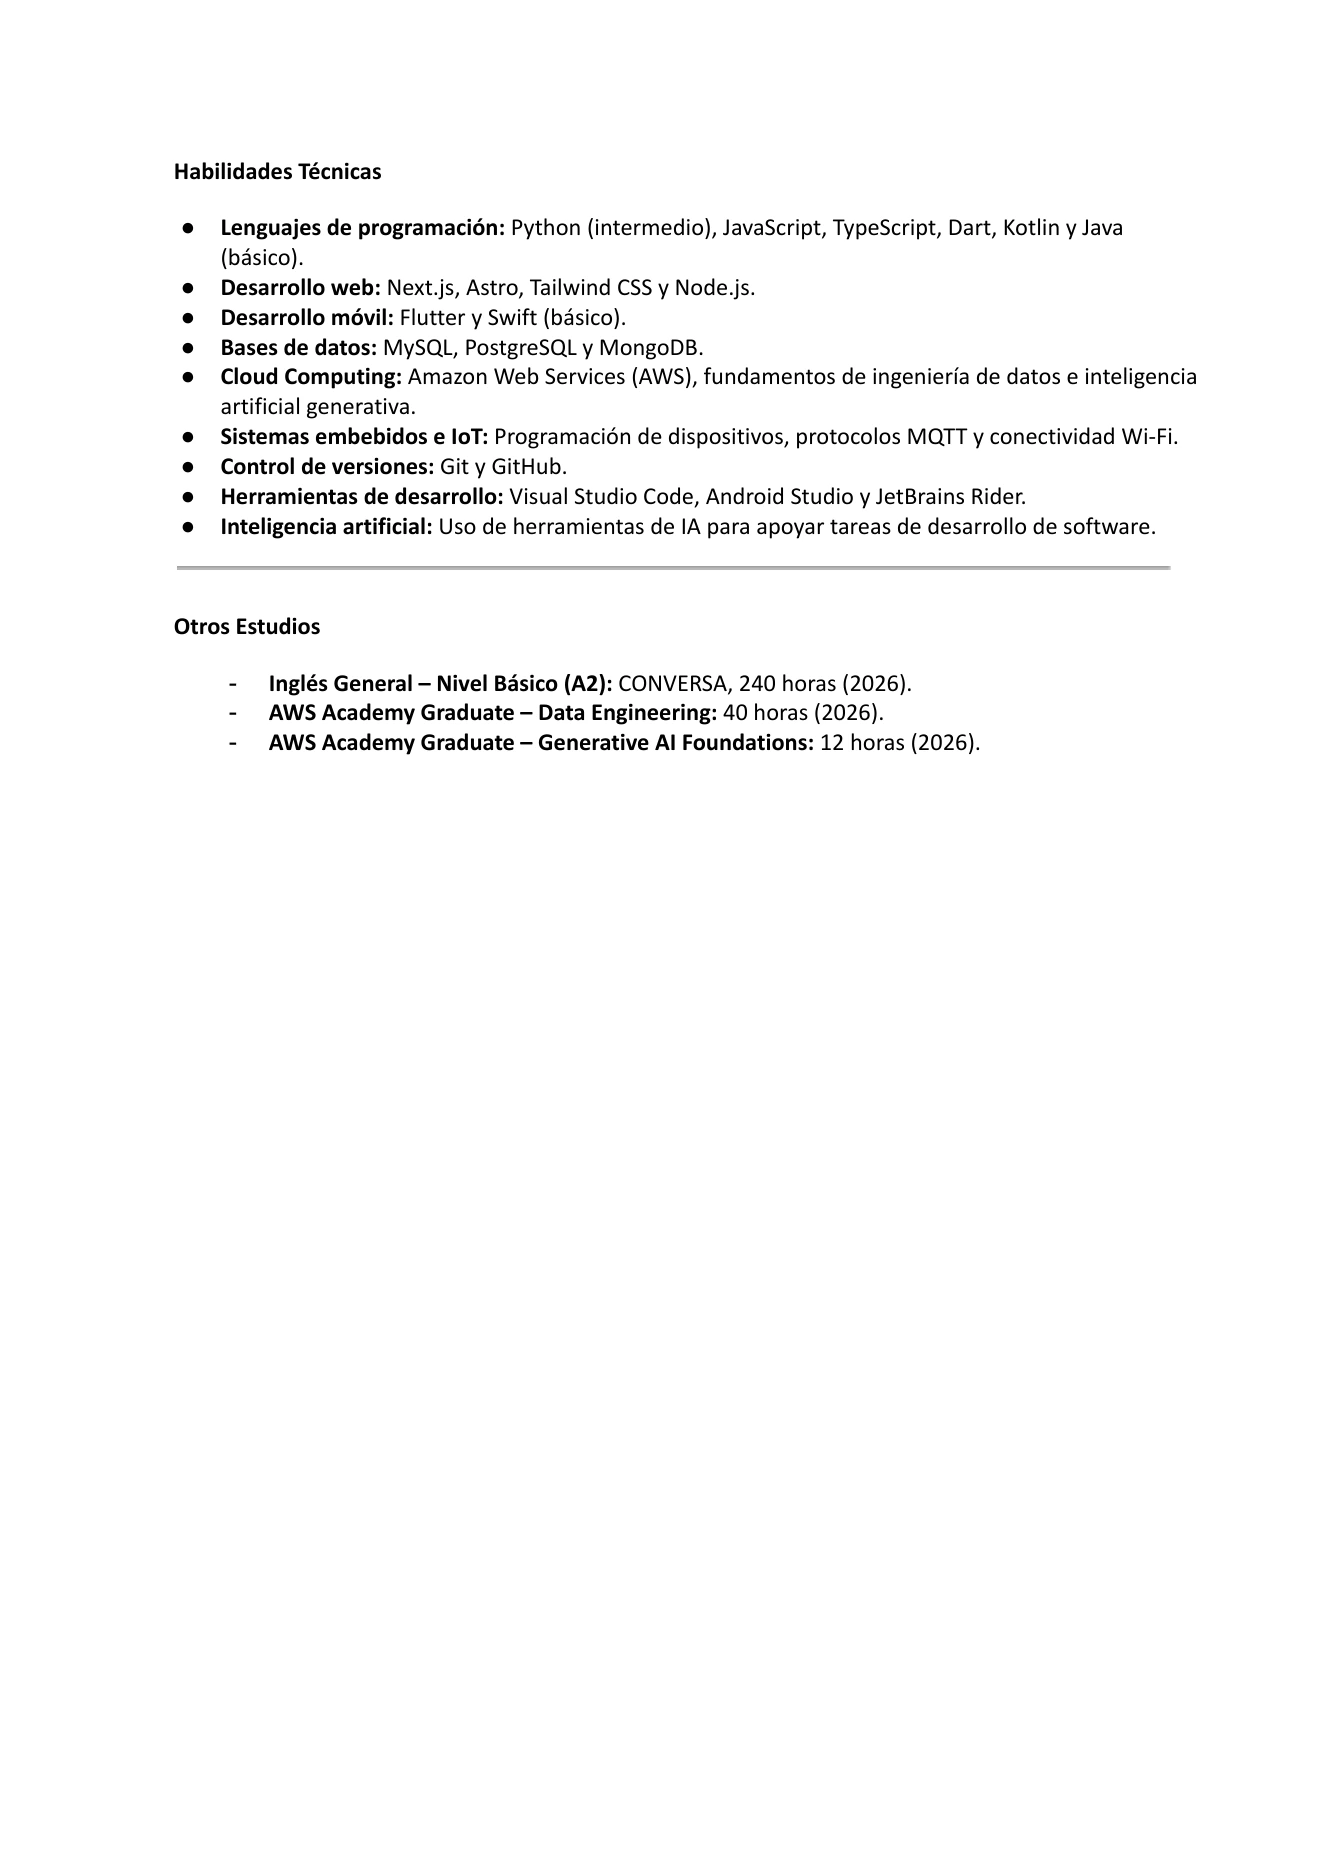 Habilidades Técnicas
● Lenguajes de programación: Python (intermedio), JavaScript, TypeScript, Dart, Kotlin y Java
(básico).
● Desarrollo web: Next.js, Astro, Tailwind CSS y Node.js.
● Desarrollo móvil: Flutter y Swift (básico).
● Bases de datos: MySQL, PostgreSQL y MongoDB.
● Cloud Computing: Amazon Web Services (AWS), fundamentos de ingeniería de datos e inteligencia
artificial generativa.
● Sistemas embebidos e IoT: Programación de dispositivos, protocolos MQTT y conectividad Wi-Fi.
● Control de versiones: Git y GitHub.
● Herramientas de desarrollo: Visual Studio Code, Android Studio y JetBrains Rider.
● Inteligencia artificial: Uso de herramientas de IA para apoyar tareas de desarrollo de software.
Otros Estudios
- Inglés General – Nivel Básico (A2): CONVERSA, 240 horas (2026).
- AWS Academy Graduate – Data Engineering: 40 horas (2026).
- AWS Academy Graduate – Generative AI Foundations: 12 horas (2026).